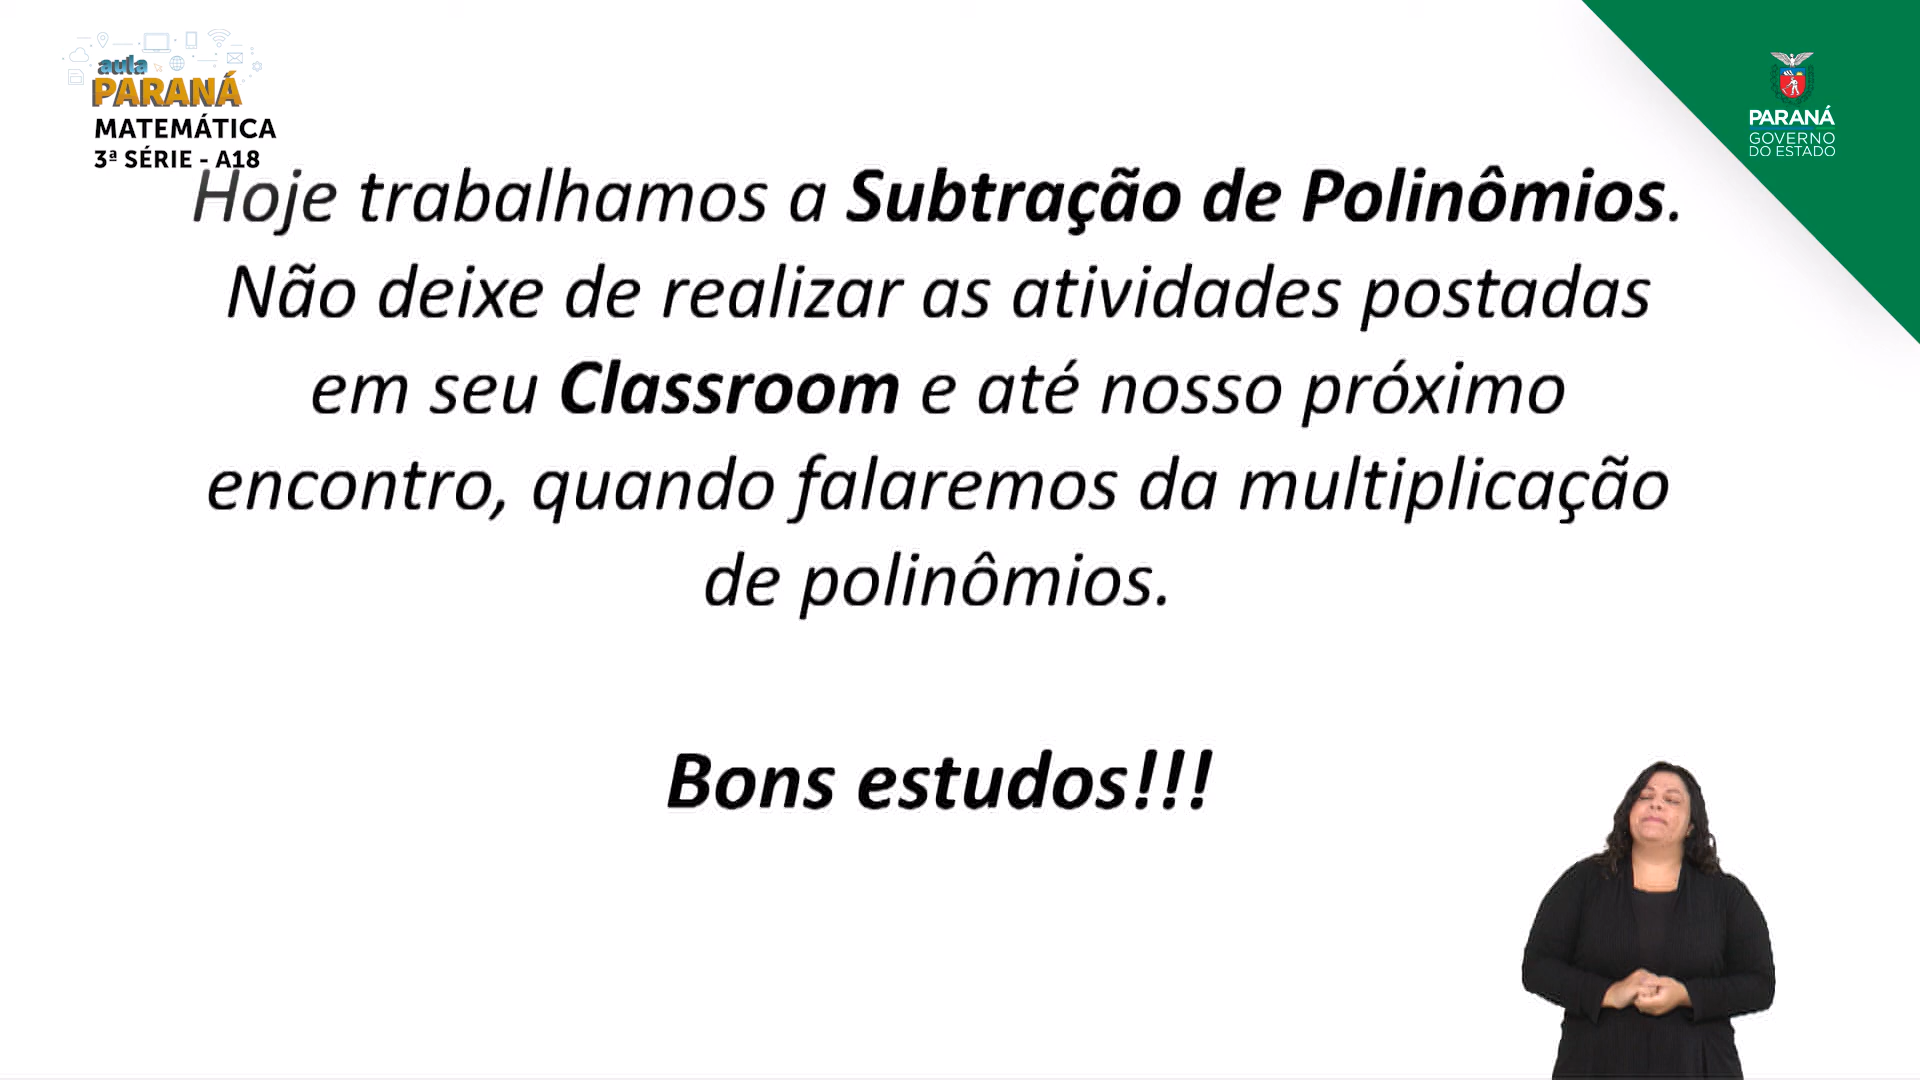 aula
PARANÁ
MATEMÁTICA
3ª SÉRIE - A18
PARANÁ
GOVERNO
DO ESTADO
Hoje trabalhamos a Subtração de Polinômios.
Não deixe de realizar as atividades postadas
em seu Classroom e até nosso próximo
encontro, quando falaremos da multiplicação
de polinômios.
Bons estudos!!!